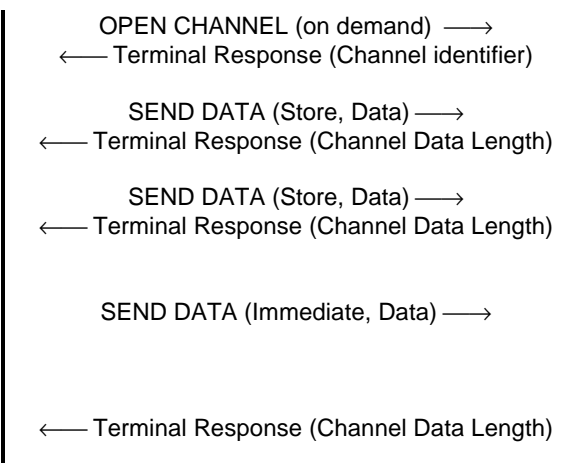 OPEN CHANNEL (on demand) ⟶
⟵ Terminal Response (Channel identifier)
SEND DATA (Store, Data) ⟶
⟵ Terminal Response (Channel Data Length)
SEND DATA (Store, Data) ⟶
⟵ Terminal Response (Channel Data Length)
SEND DATA (Immediate, Data) ⟶
⟵ Terminal Response (Channel Data Length)